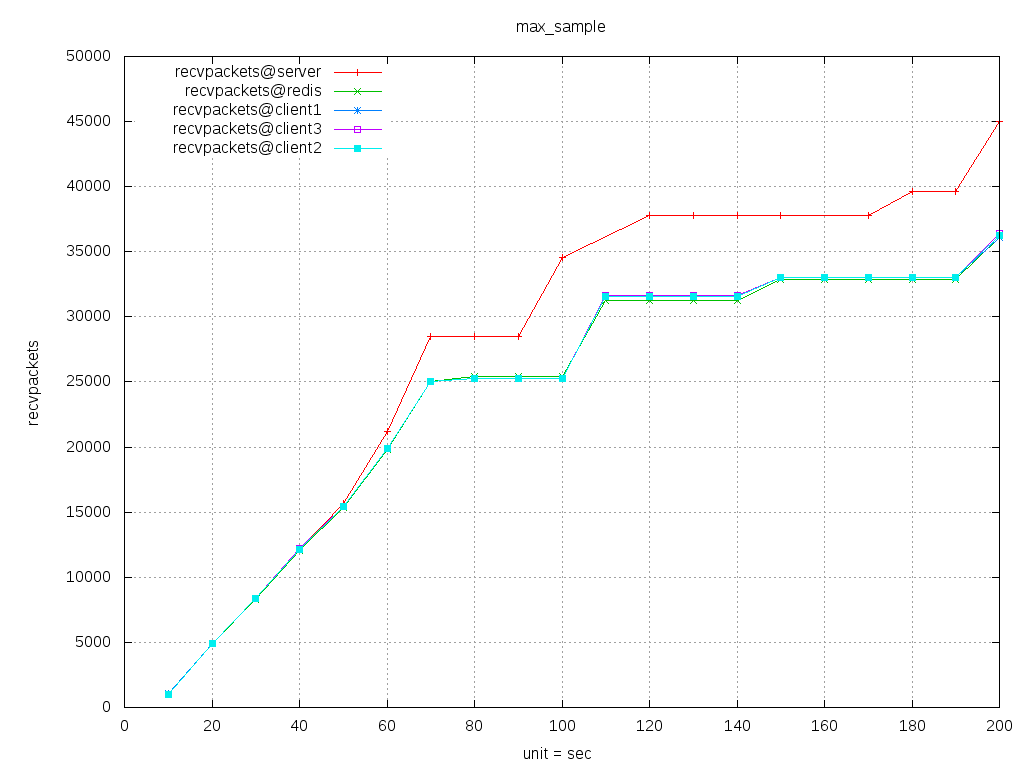 max_sample
recvpackets@server
recvpackets@redis
recvpackets@client1
recvpackets@client3
recvpackets@client2
50000
45000
40000
35000
30000
25000
20000
15000
10000
5000
0
recvpackets
0 20 40 60 80 100 120 140 160 180 200
unit = sec